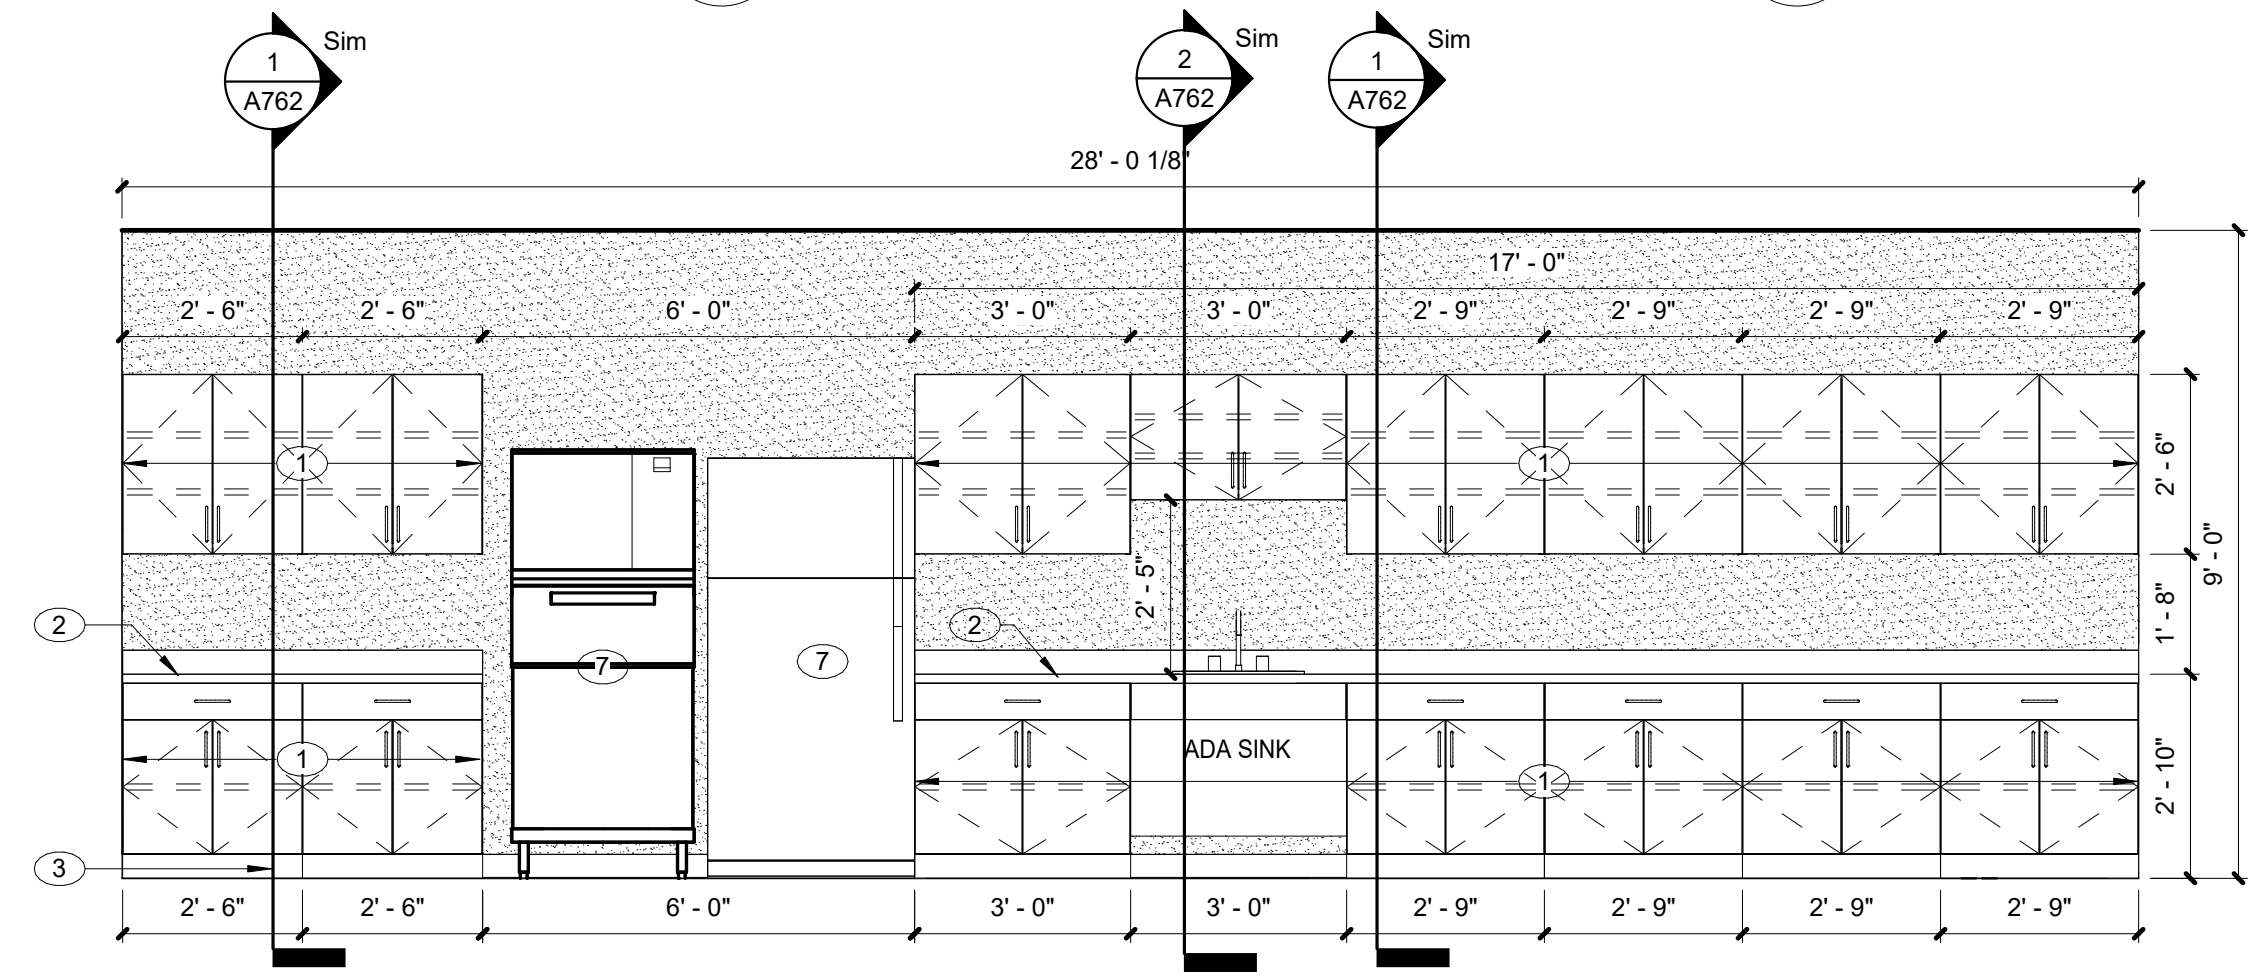 Sim
1
A762
Sim
2
A762
Sim
1
A762
28' - 0 1/8"
17' - 0"
2' - 6"
2' - 6"
6' - 0"
3' - 0"
3' - 0"
2' - 9"
2' - 9"
2' - 9"
2' - 9"
1
1
2' - 6"
9' - 0"
2' - 5"
1' - 8"
2
2
7
7
ADA SINK
1
1
2' - 10"
3
2' - 6"
2' - 6"
6' - 0"
3' - 0"
3' - 0"
2' - 9"
2' - 9"
2' - 9"
2' - 9"